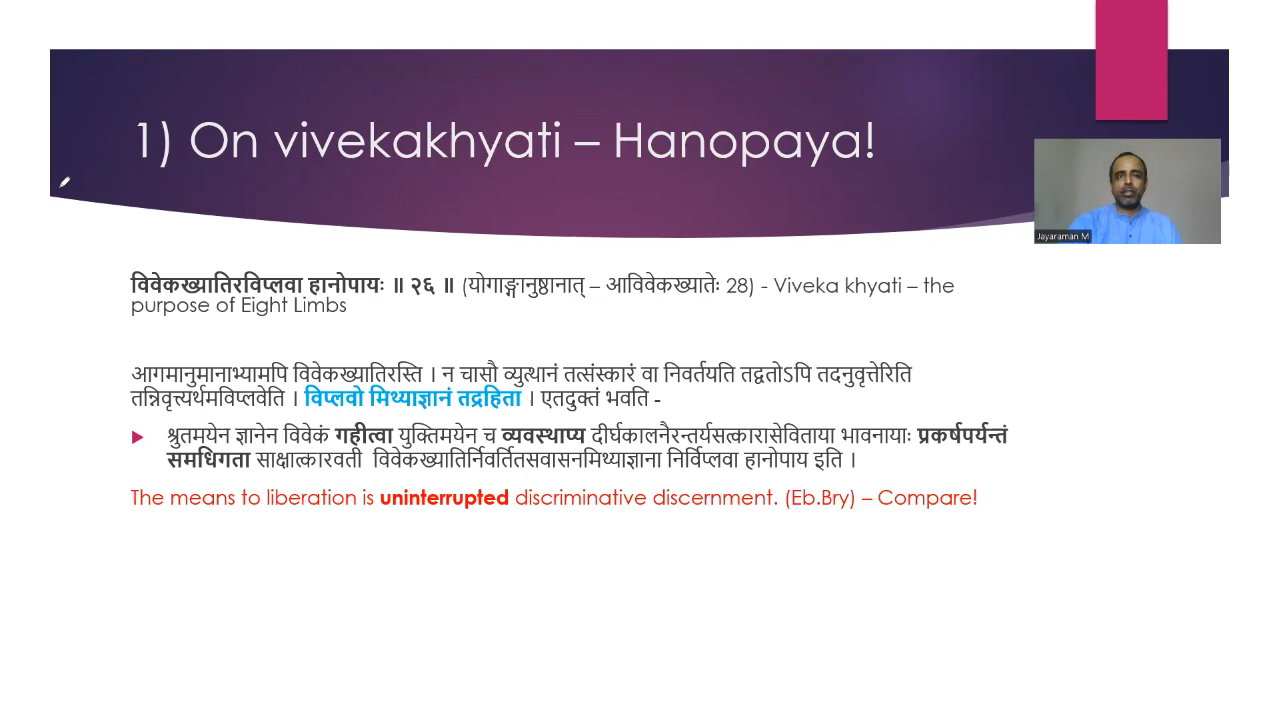 1) On vivekakhyati – Hanopaya!
Jayaraman M
विवेकख्यातिरविप्लवा हानोपायः ॥ २६ ॥ (योगाङ्गानुष्ठानात् – आविवेकख्यातेः 28) - Viveka khyati – the
purpose of Eight Limbs
आगमानुमानाभ्यामपि विवेकख्यातिरस्ति । न चासौ व्युत्थानं तत्संस्कारं वा निवर्तयति तद्वतोऽपि तदनुवृत्तेरिति
तन्निवृत्त्यर्थमविप्लवेति । विप्लवो मिथ्याज्ञानं तद्रहिता । एतदुक्तं भवति -
श्रुतमयेन ज्ञानेन विवेकं गहीत्वा युक्तिमयेन च व्यवस्थाप्य दीर्घकालनैरन्तर्यसत्कारासेविताया भावनायाः प्रकर्षपर्यन्तं
समधिगता साक्षात्कारवती विवेकख्यातिर्निवर्तितसवासनमिथ्याज्ञाना निर्विप्लवा हानोपाय इति ।
The means to liberation is uninterrupted discriminative discernment. (Eb.Bry) – Compare!